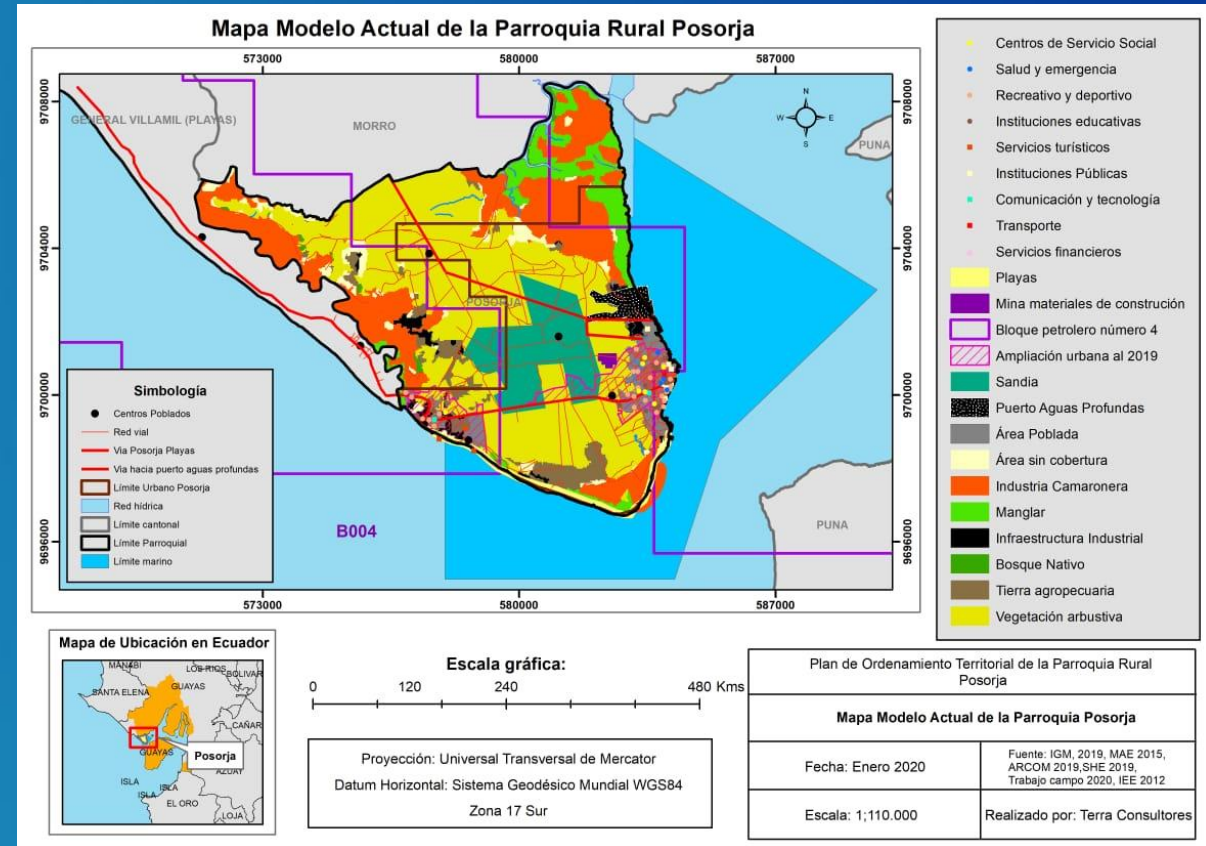 Mapa Modelo Actual de la Parroquia Rural Posorja
573000
580000
587000
9708000
9704000
9700000
9696000
GENERAL VILLAMIL (PLAYAS)
MORRO
PUNA
POSORJA
PUNA
B004
N
W
E
S
9708000
9704000
9700000
9696000
573000
580000
587000
Simbología
Centros Poblados
Red vial
Via Posorja Playas
Via hacia puerto aguas profundas
Límite Urbano Posorja
Red hídrica
Límite cantonal
Límite Parroquial
Límite marino
Centros de Servicio Social
Salud y emergencia
Recreativo y deportivo
Instituciones educativas
Servicios turísticos
Instituciones Públicas
Comunicación y tecnología
Transporte
Servicios financieros
Playas
Mina materiales de construción
Bloque petrolero número 4
Ampliación urbana al 2019
Sandia
Puerto Aguas Profundas
Área Poblada
Área sin cobertura
Industria Camaronera
Manglar
Infraestructura Industrial
Bosque Nativo
Tierra agropecuaria
Vegetación arbustiva
Mapa de Ubicación en Ecuador
MANABI
LOS RIOS
BOLIVAR
SANTA ELENA
GUAYAS
CAÑAR
GUAYAS
Posorja
AZUAY
ISLA
ISLA
ISLA
EL ORO
LOJA
Escala gráfica:
0 120 240 480 Kms
Proyección: Universal Transversal de Mercator
Datum Horizontal: Sistema Geodésico Mundial WGS84
Zona 17 Sur
Plan de Ordenamiento Territorial de la Parroquia Rural
Posorja
Mapa Modelo Actual de la Parroquia Posorja
Fecha: Enero 2020
Fuente: IGM, 2019, MAE 2015,
ARCOM 2019,SHE 2019,
Trabajo campo 2020, IEE 2012
Escala: 1;110.000
Realizado por: Terra Consultores